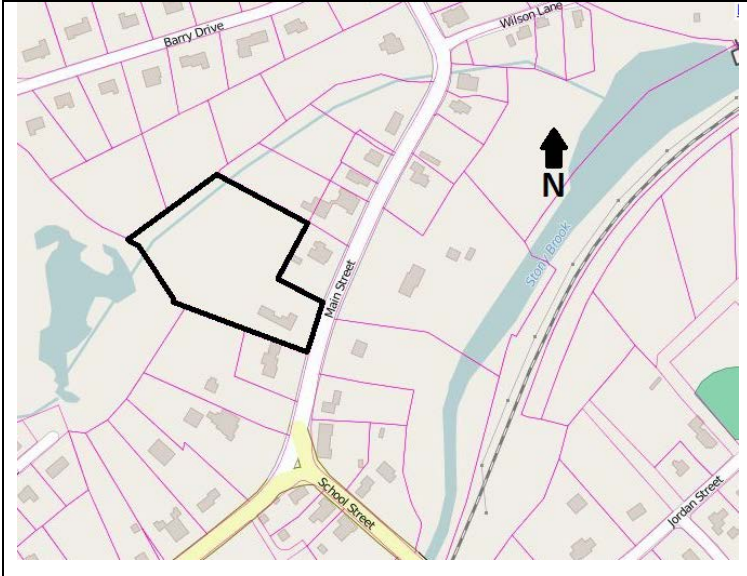 Barry Drive
Wilson Lane
N
Stony Brook
Main Street
School Street
Jordan Street